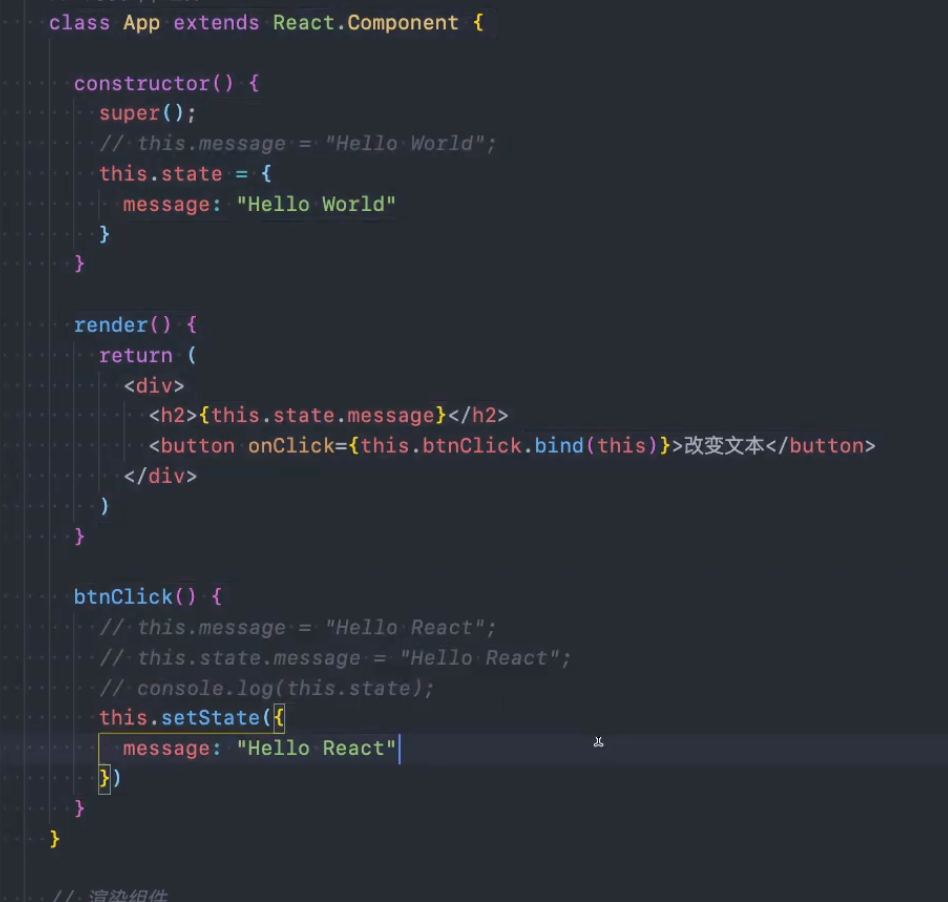 class App extends React.Component {
constructor() {
super();
// this.message = "Hello World";
this.state = {
message: "Hello World"
}
}
render() {
return (
<div>
<h2>{this.state.message}</h2>
<button onClick={this.btnClick.bind(this)}>改变文本</button>
</div>
)
}
btnClick() {
// this.message = "Hello React";
// this.state.message = "Hello React";
// console.log(this.state);
this.setState({
message: "Hello React"
})
}
}
// 渲染组件